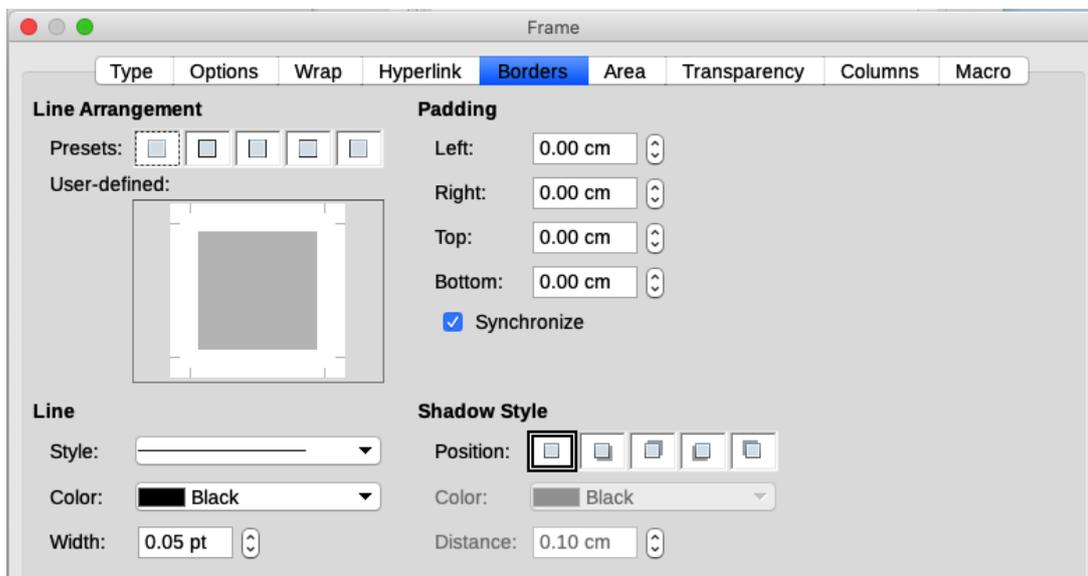 Frame
Type Options Wrap Hyperlink Borders Area Transparency Columns Macro
Line Arrangement
Presets:
User-defined:
Padding
Left: 0.00 cm
Right: 0.00 cm
Top: 0.00 cm
Bottom: 0.00 cm
Synchronize
Line
Style:
Color: Black
Width: 0.05 pt
Shadow Style
Position:
Color: Black
Distance: 0.10 cm